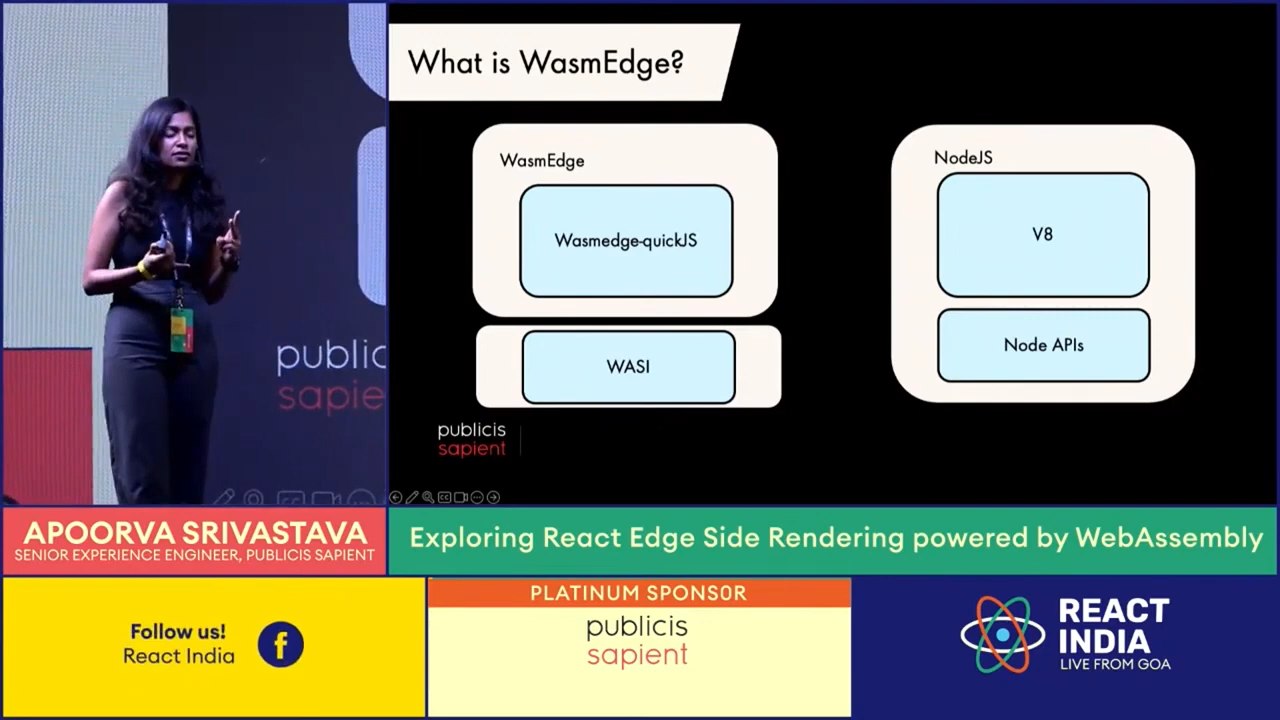 What is WasmEdge?
WasmEdge
Wasmedge-quickJS
WASI
NodeJS
V8
Node APIs
publicis
sapient
public
sapie
APOORVA SRIVASTAVA
SENIOR EXPERIENCE ENGINEER, PUBLICIS SAPIENT
Exploring React Edge Side Rendering powered by WebAssembly
Follow us!
React India
f
PLATINUM SPONSOR
publicis
sapient
REACT
INDIA
LIVE FROM GOA